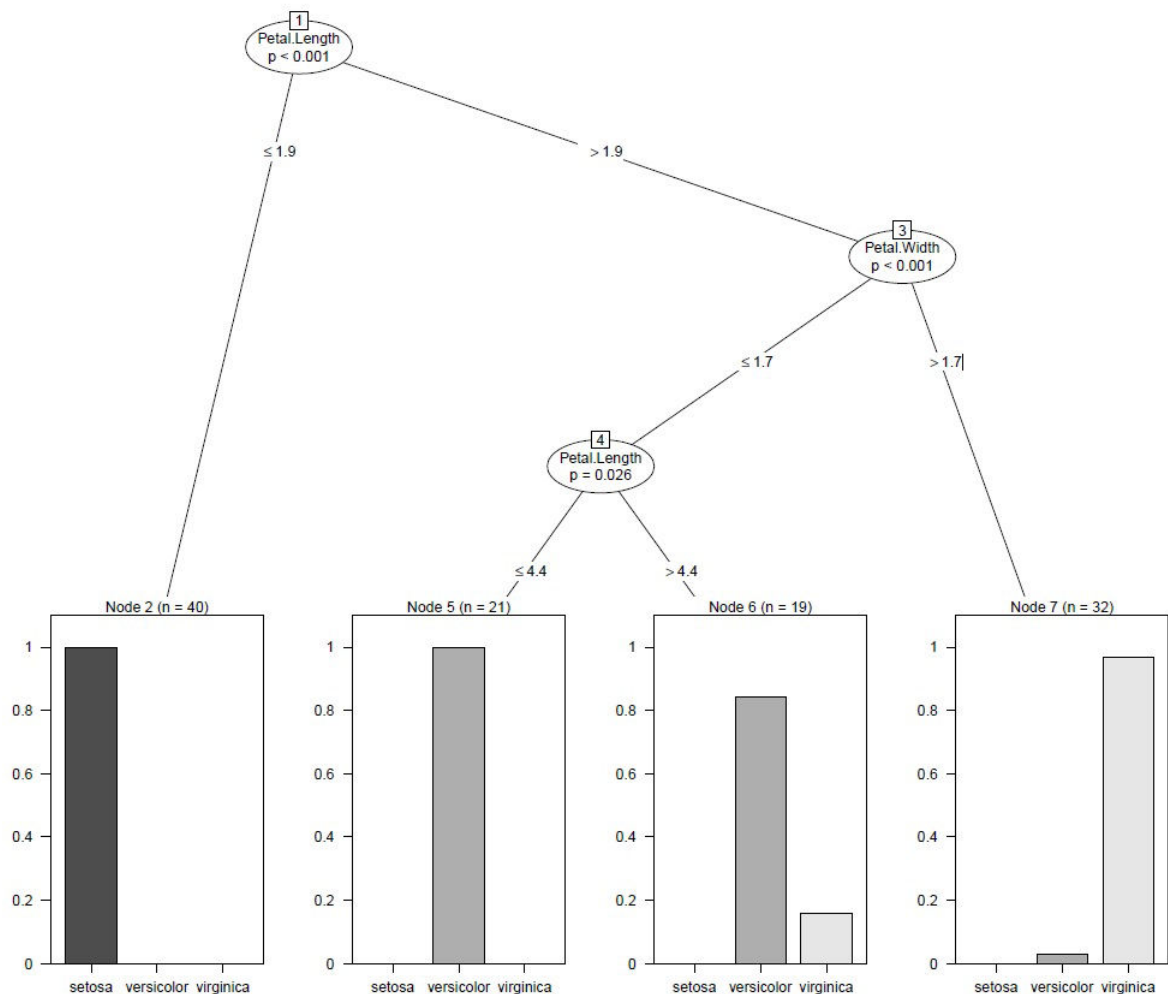 1
Petal.Length
p < 0.001
≤ 1.9
> 1.9
3
Petal.Width
p < 0.001
≤ 1.7
> 1.7
4
Petal.Length
p = 0.026
≤ 4.4
> 4.4
Node 2 (n = 40)
1
0.8
0.6
0.4
0.2
0
setosa versicolor virginica
Node 5 (n = 21)
1
0.8
0.6
0.4
0.2
0
setosa versicolor virginica
Node 6 (n = 19)
1
0.8
0.6
0.4
0.2
0
setosa versicolor virginica
Node 7 (n = 32)
1
0.8
0.6
0.4
0.2
0
setosa versicolor virginica